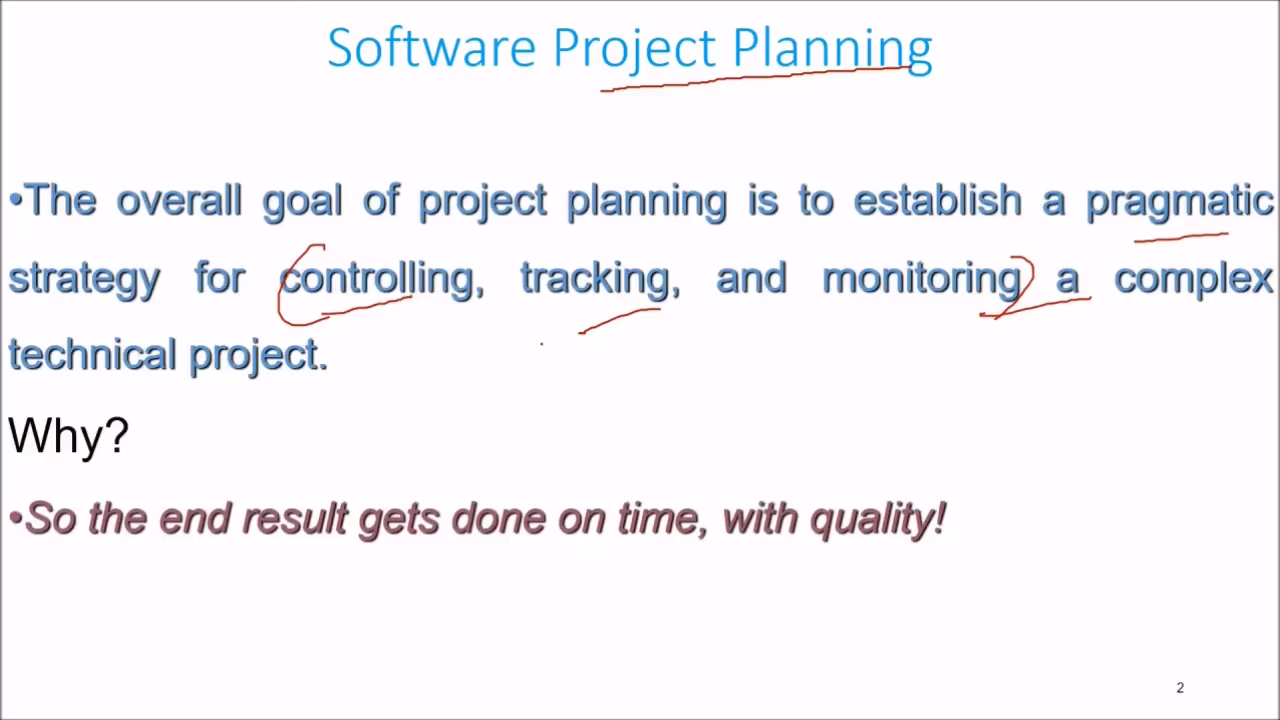 Software Project Planning
•The overall goal of project planning is to establish a pragmatic
strategy for controlling, tracking, and monitoring a complex
technical project.
Why?
•So the end result gets done on time, with quality!
2